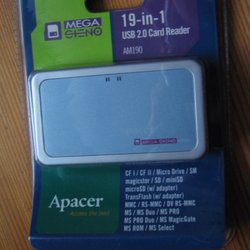 MEGA
STENO
19-in-1
USB 2.0 Card Reader
AM190
MEGA STENO
Apacer
Access the best
CF I / CF II / Micro Drive / SM
magicstor / SD / miniSD
microSD (w/ adapter)
TransFlash (w/ adapter)
MMC / RS-MMC / DV RS-MMC
MS / MS Duo / MS PRO
MS PRO Duo / MS MagicGate
MS ROM / MS Select